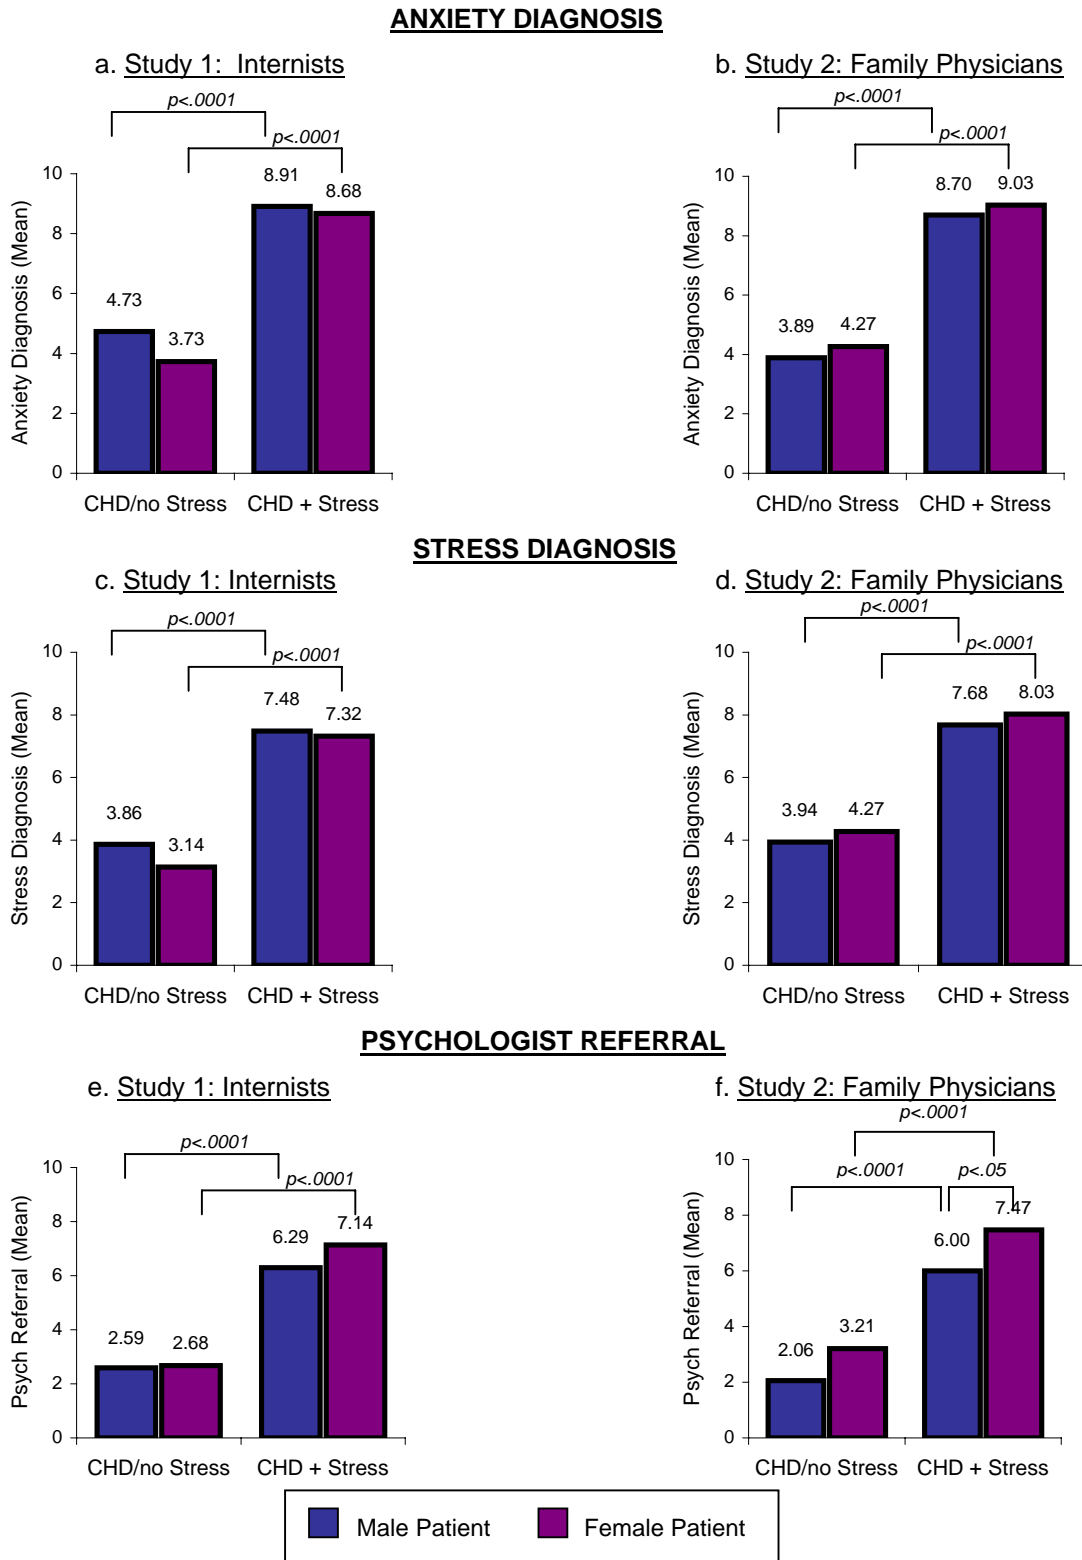 ANXIETY DIAGNOSIS
a. Study 1: Internists
p<.0001
p<.0001
Anxiety Diagnosis (Mean)
10
8
6
4
2
0
4.73
3.73
8.91
8.68
CHD/no Stress
CHD + Stress
b. Study 2: Family Physicians
p<.0001
p<.0001
Anxiety Diagnosis (Mean)
10
8
6
4
2
0
3.89
4.27
8.70
9.03
CHD/no Stress
CHD + Stress
STRESS DIAGNOSIS
c. Study 1: Internists
p<.0001
p<.0001
Stress Diagnosis (Mean)
10
8
6
4
2
0
3.86
3.14
7.48
7.32
CHD/no Stress
CHD + Stress
d. Study 2: Family Physicians
p<.0001
p<.0001
Stress Diagnosis (Mean)
10
8
6
4
2
0
3.94
4.27
7.68
8.03
CHD/no Stress
CHD + Stress
PSYCHOLOGIST REFERRAL
e. Study 1: Internists
p<.0001
p<.0001
Psych Referral (Mean)
10
8
6
4
2
0
2.59
2.68
6.29
7.14
CHD/no Stress
CHD + Stress
f. Study 2: Family Physicians
p<.0001
p<.0001
p<.05
Psych Referral (Mean)
10
8
6
4
2
0
2.06
3.21
6.00
7.47
CHD/no Stress
CHD + Stress
Male Patient
Female Patient